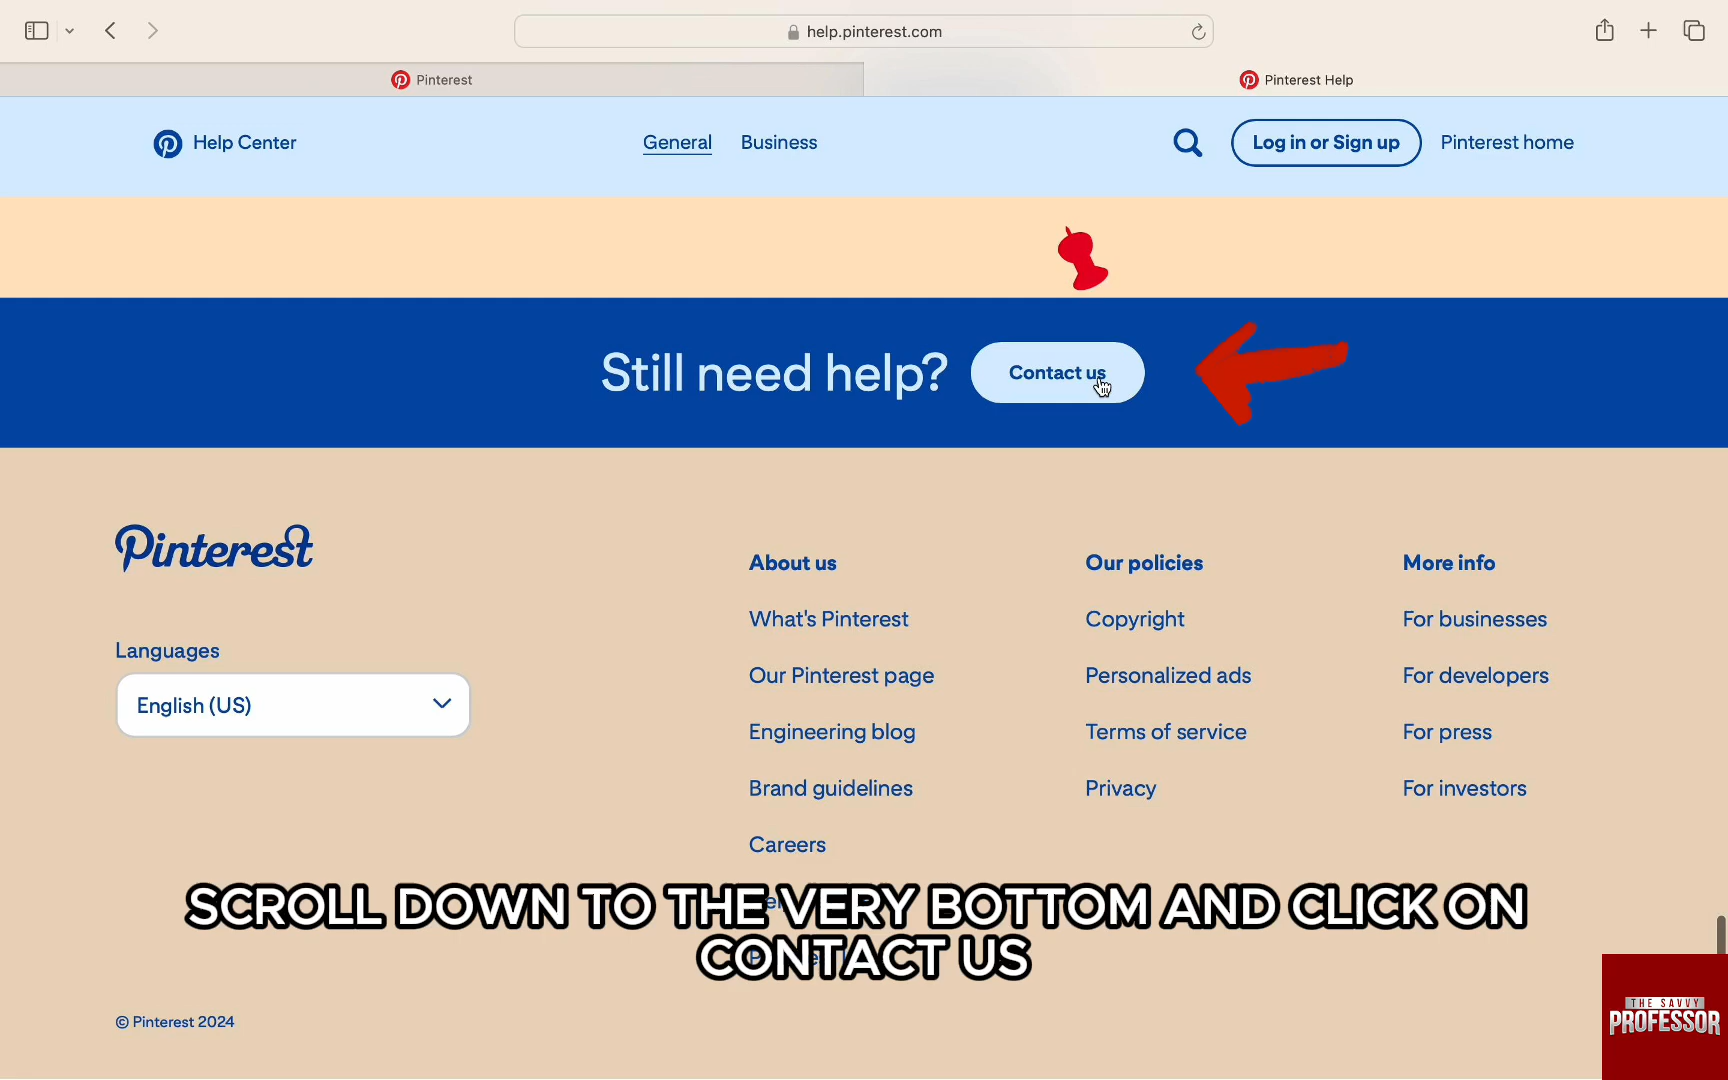 help.pinterest.com
Pinterest
Pinterest Help
Help Center
General
Business
Log in or Sign up
Pinterest home
Still need help?
Contact us
Pinterest
Languages
English (US)
About us
What's Pinterest
Our Pinterest page
Engineering blog
Brand guidelines
Careers
Our policies
Copyright
Personalized ads
Terms of service
Privacy
More info
For businesses
For developers
For press
For investors
SCROLL DOWN TO THE VERY BOTTOM AND CLICK ON
CONTACT US
© Pinterest 2024
THE SAVVY
PROFESSOR